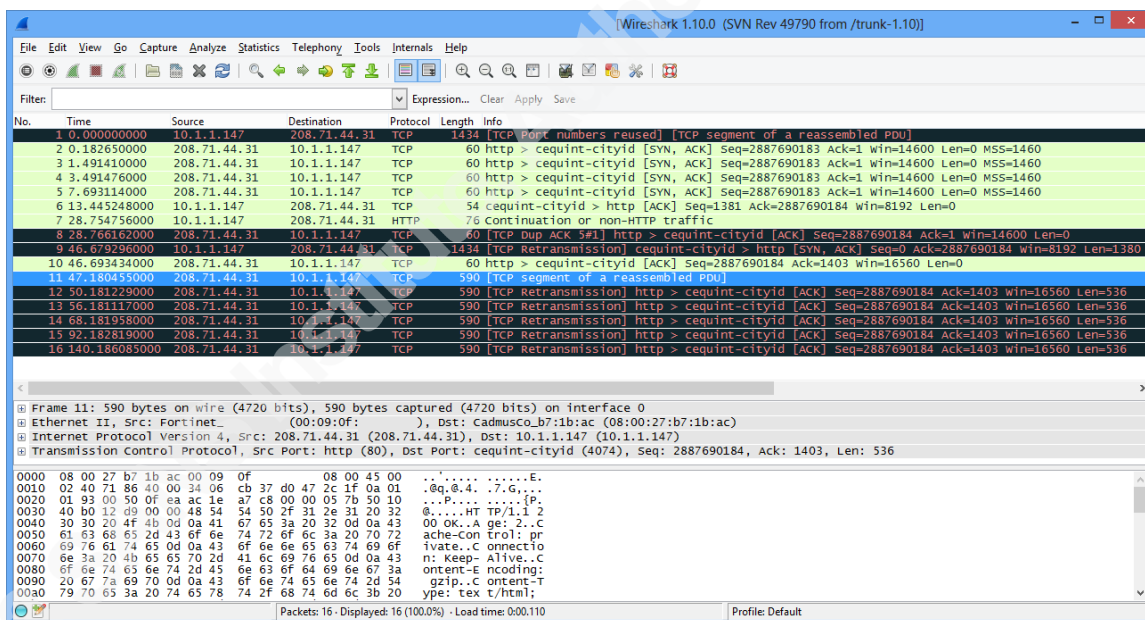 [Wireshark 1.10.0 (SVN Rev 49790 from /trunk-1.10)]
File Edit View Go Capture Analyze Statistics Telephony Tools Internals Help
Filter: Expression... Clear Apply Save
No. Time Source Destination Protocol Length Info
1 0.000000000 10.1.1.147 208.71.44.31 TCP 1434 [TCP Port numbers reused] [TCP segment of a reassembled PDU]
2 0.182650000 208.71.44.31 10.1.1.147 TCP 60 http > cequint-cityid [SYN, ACK] Seq=2887690183 Ack=1 Win=14600 Len=0 MSS=1460
3 1.491410000 208.71.44.31 10.1.1.147 TCP 60 http > cequint-cityid [SYN, ACK] Seq=2887690183 Ack=1 Win=14600 Len=0 MSS=1460
4 3.491476000 208.71.44.31 10.1.1.147 TCP 60 http > cequint-cityid [SYN, ACK] Seq=2887690183 Ack=1 Win=14600 Len=0 MSS=1460
5 7.693114000 208.71.44.31 10.1.1.147 TCP 60 http > cequint-cityid [SYN, ACK] Seq=2887690183 Ack=1 Win=14600 Len=0 MSS=1460
6 13.445248000 10.1.1.147 208.71.44.31 TCP 54 cequint-cityid > http [ACK] Seq=1381 Ack=2887690184 Win=8192 Len=0
7 28.754756000 10.1.1.147 208.71.44.31 HTTP 76 Continuation or non-HTTP traffic
8 28.766162000 208.71.44.31 10.1.1.147 TCP 60 [TCP Dup ACK 5#1] http > cequint-cityid [ACK] Seq=2887690184 Ack=1 Win=14600 Len=0
9 46.679296000 10.1.1.147 208.71.44.31 TCP 1434 [TCP Retransmission] cequint-cityid > http [SYN, ACK] Seq=0 Ack=2887690184 Win=8192 Len=1380
10 46.693434000 208.71.44.31 10.1.1.147 TCP 60 http > cequint-cityid [ACK] Seq=2887690184 Ack=1403 Win=16560 Len=0
11 47.180455000 208.71.44.31 10.1.1.147 TCP 590 [TCP segment of a reassembled PDU]
12 50.181229000 208.71.44.31 10.1.1.147 TCP 590 [TCP Retransmission] http > cequint-cityid [ACK] Seq=2887690184 Ack=1403 Win=16560 Len=536
13 56.181117000 208.71.44.31 10.1.1.147 TCP 590 [TCP Retransmission] http > cequint-cityid [ACK] Seq=2887690184 Ack=1403 Win=16560 Len=536
14 68.181958000 208.71.44.31 10.1.1.147 TCP 590 [TCP Retransmission] http > cequint-cityid [ACK] Seq=2887690184 Ack=1403 Win=16560 Len=536
15 92.182819000 208.71.44.31 10.1.1.147 TCP 590 [TCP Retransmission] http > cequint-cityid [ACK] Seq=2887690184 Ack=1403 Win=16560 Len=536
16 140.186085000 208.71.44.31 10.1.1.147 TCP 590 [TCP Retransmission] http > cequint-cityid [ACK] Seq=2887690184 Ack=1403 Win=16560 Len=536
Frame 11: 590 bytes on wire (4720 bits), 590 bytes captured (4720 bits) on interface 0
Ethernet II, Src: Fortinet_ (00:09:0f: ), Dst: CadmusCo_b7:1b:ac (08:00:27:b7:1b:ac)
Internet Protocol Version 4, Src: 208.71.44.31 (208.71.44.31), Dst: 10.1.1.147 (10.1.1.147)
Transmission Control Protocol, Src Port: http (80), Dst Port: cequint-cityid (4074), Seq: 2887690184, Ack: 1403, Len: 536
0000 08 00 27 b7 1b ac 00 09 0f 08 00 45 00 ..'..... ......E.
0010 02 40 71 86 40 00 34 06 cb 37 d0 47 2c 1f 0a 01 .@q.@.4. .7.G,...
0020 01 93 00 50 0f ea ac 1e a7 c8 00 00 05 7b 50 10 ...P.... .....{P.
0030 40 b0 12 d9 00 00 48 54 54 50 2f 31 2e 31 20 32 @.....HT TP/1.1 2
0040 30 30 20 4f 4b 0d 0a 41 67 65 3a 20 32 0d 0a 43 00 OK..A ge: 2..C
0050 61 63 68 65 2d 43 6f 6e 74 72 6f 6c 3a 20 70 72 ache-Con trol: pr
0060 69 76 61 74 65 0d 0a 43 6f 6e 6e 65 63 74 69 6f ivate..C onnectio
0070 6e 3a 20 4b 65 65 70 2d 41 6c 69 76 65 0d 0a 43 n: Keep- Alive..C
0080 6f 6e 74 65 6e 74 2d 45 6e 63 6f 64 69 6e 67 3a ontent-E ncoding:
0090 20 67 7a 69 70 0d 0a 43 6f 6e 74 65 6e 74 2d 54 gzip..C ontent-T
00a0 79 70 65 3a 20 74 65 78 74 2f 68 74 6d 6c 3b 20 ype: tex t/html;
Packets: 16 · Displayed: 16 (100.0%) · Load time: 0:00.110 Profile: Default